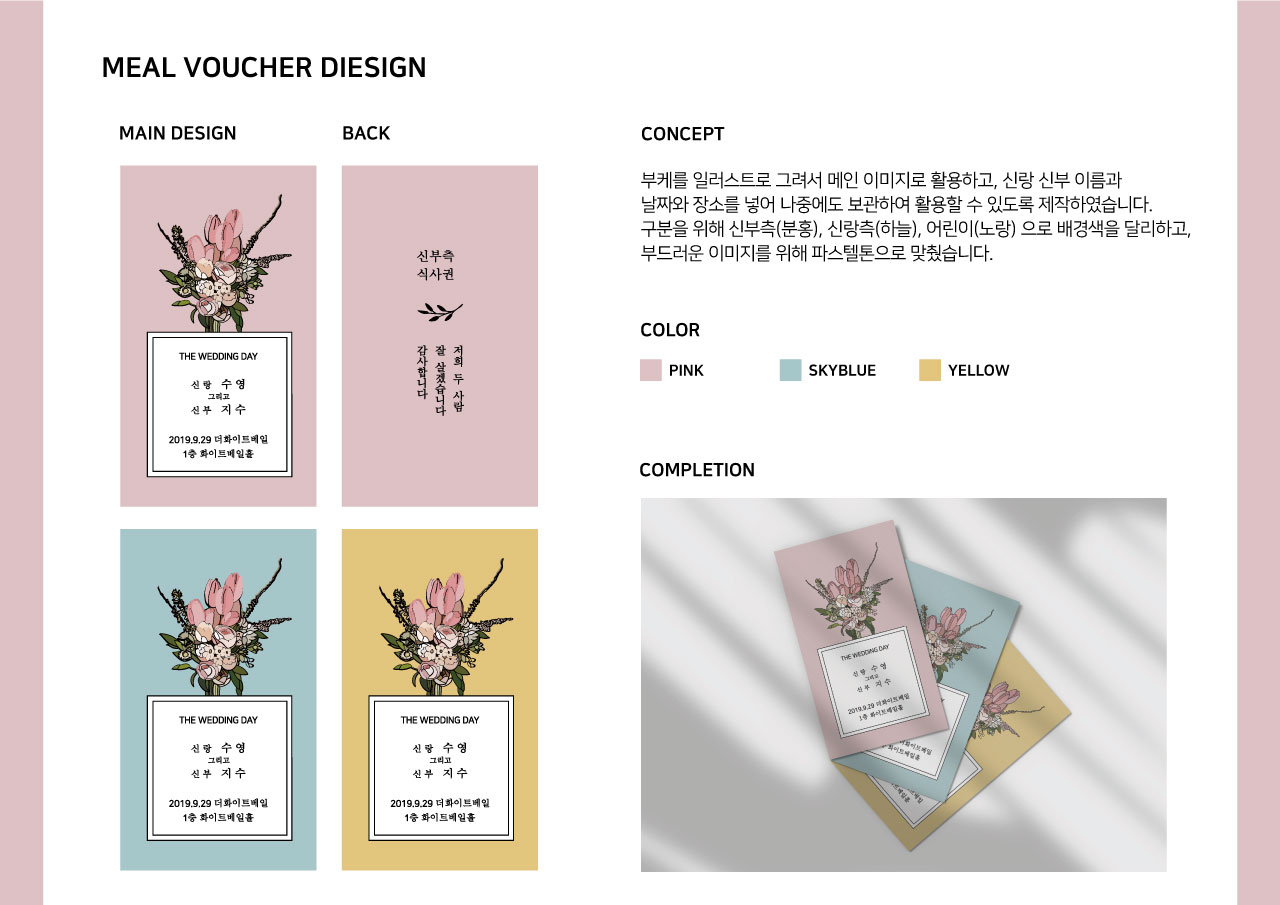 MEAL VOUCHER DIESIGN
MAIN DESIGN
THE WEDDING DAY
신랑 수영
그리고
신부 지수
2019.9.29 더화이트베일
1층 화이트베일홀
BACK
신부측
식사권
저희 두 사람
잘 살겠습니다
감사합니다
THE WEDDING DAY
신랑 수영
그리고
신부 지수
2019.9.29 더화이트베일
1층 화이트베일홀
THE WEDDING DAY
신랑 수영
그리고
신부 지수
2019.9.29 더화이트베일
1층 화이트베일홀
CONCEPT
부케를 일러스트로 그려서 메인 이미지로 활용하고, 신랑 신부 이름과
날짜와 장소를 넣어 나중에도 보관하여 활용할 수 있도록 제작하였습니다.
구분을 위해 신부측(분홍), 신랑측(하늘), 어린이(노랑) 으로 배경색을 달리하고,
부드러운 이미지를 위해 파스텔톤으로 맞췄습니다.
COLOR
PINK
SKYBLUE
YELLOW
COMPLETION
THE WEDDING DAY
신랑 수영
그리고
신부 지수
2019.9.29 더화이트베일
1층 화이트베일홀
더화이트베일
화이트베일홀